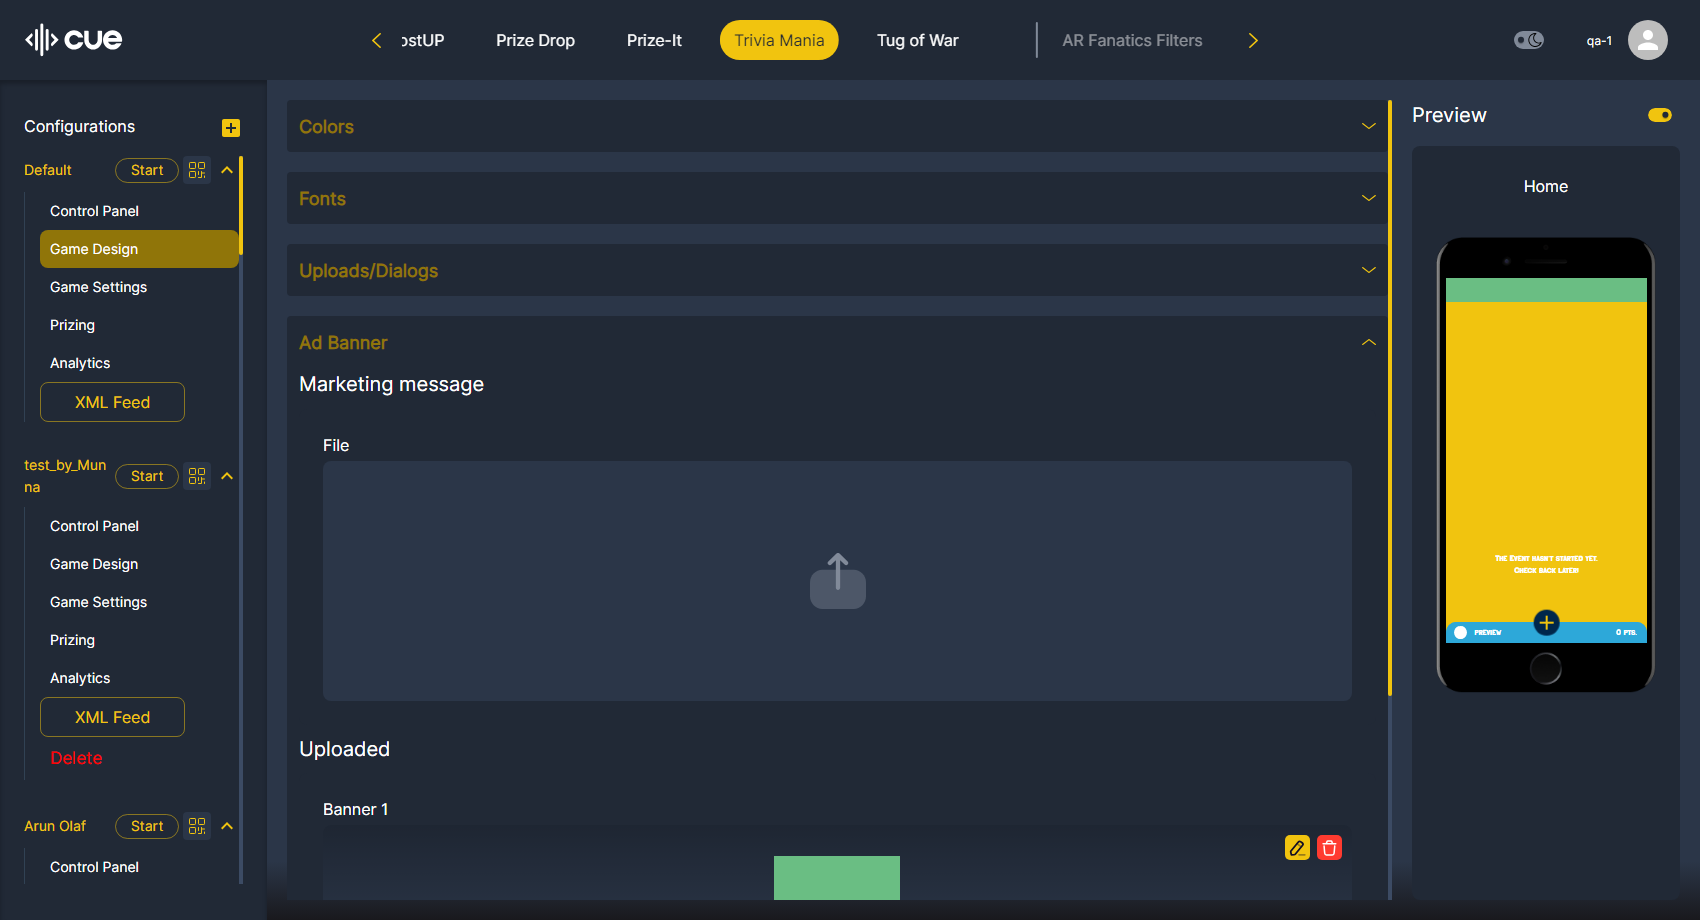 cue
ostUP
Prize Drop
Prize-It
Trivia Mania
Tug of War
AR Fanatics Filters
qa-1
Configurations
Default
Start
Control Panel
Game Design
Game Settings
Prizing
Analytics
XML Feed
test_by_Mun
na
Start
Control Panel
Game Design
Game Settings
Prizing
Analytics
XML Feed
Delete
Arun Olaf
Start
Control Panel
Colors
Fonts
Uploads/Dialogs
Ad Banner
Marketing message
File
Uploaded
Banner 1
Preview
Home
The Event hasn't started yet.
Check back later!
Preview
0 pts.